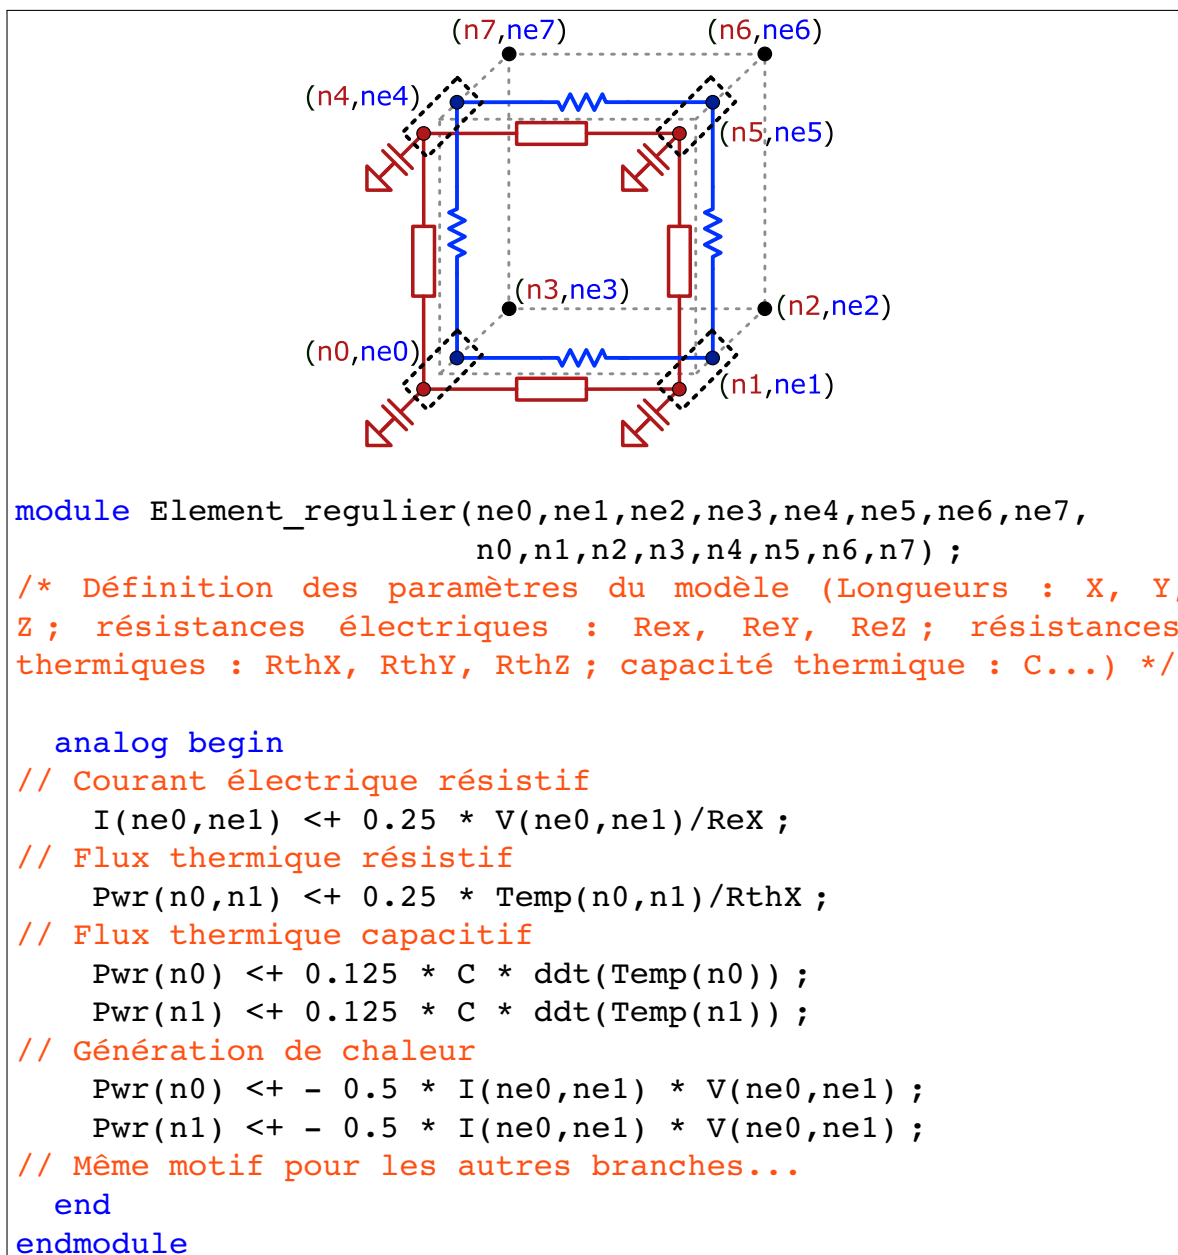 (n7,ne7) (n6,ne6)
(n4,ne4)
(n5,ne5)
(n3,ne3)
(n2,ne2)
(n0,ne0)
(n1,ne1)
module Element_regulier(ne0,ne1,ne2,ne3,ne4,ne5,ne6,ne7,
n0,n1,n2,n3,n4,n5,n6,n7) ;
/* Définition des paramètres du modèle (Longueurs : X, Y,
Z ; résistances électriques : Rex, ReY, ReZ ; résistances
thermiques : RthX, RthY, RthZ ; capacité thermique : C...) */
analog begin
// Courant électrique résistif
I(ne0,ne1) <+ 0.25 * V(ne0,ne1)/ReX ;
// Flux thermique résistif
Pwr(n0,n1) <+ 0.25 * Temp(n0,n1)/RthX ;
// Flux thermique capacitif
Pwr(n0) <+ 0.125 * C * ddt(Temp(n0)) ;
Pwr(n1) <+ 0.125 * C * ddt(Temp(n1)) ;
// Génération de chaleur
Pwr(n0) <+ - 0.5 * I(ne0,ne1) * V(ne0,ne1) ;
Pwr(n1) <+ - 0.5 * I(ne0,ne1) * V(ne0,ne1) ;
// Même motif pour les autres branches...
end
endmodule